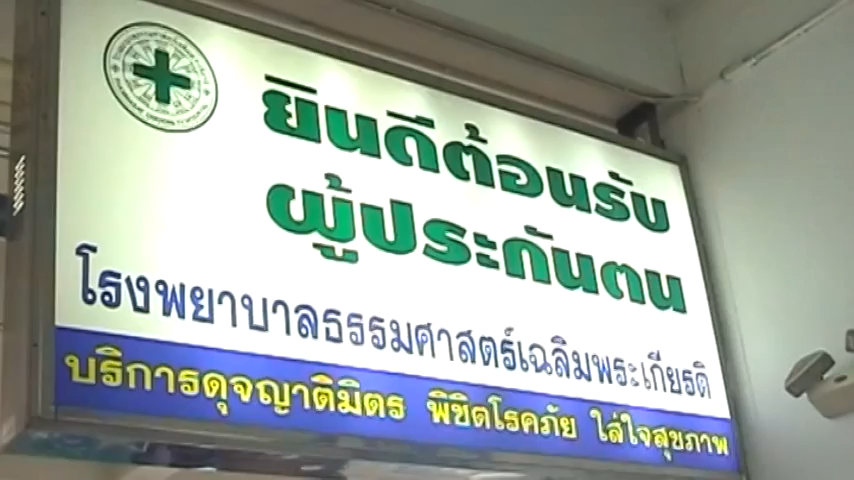 ยินดีต้อนรับ
ผู้ประกันตน
โรงพยาบาลธรรมศาสตร์เฉลิมพระเกียรติ
บริการดุจญาติมิตร พิชิตโรคภัย ใส่ใจสุขภาพ